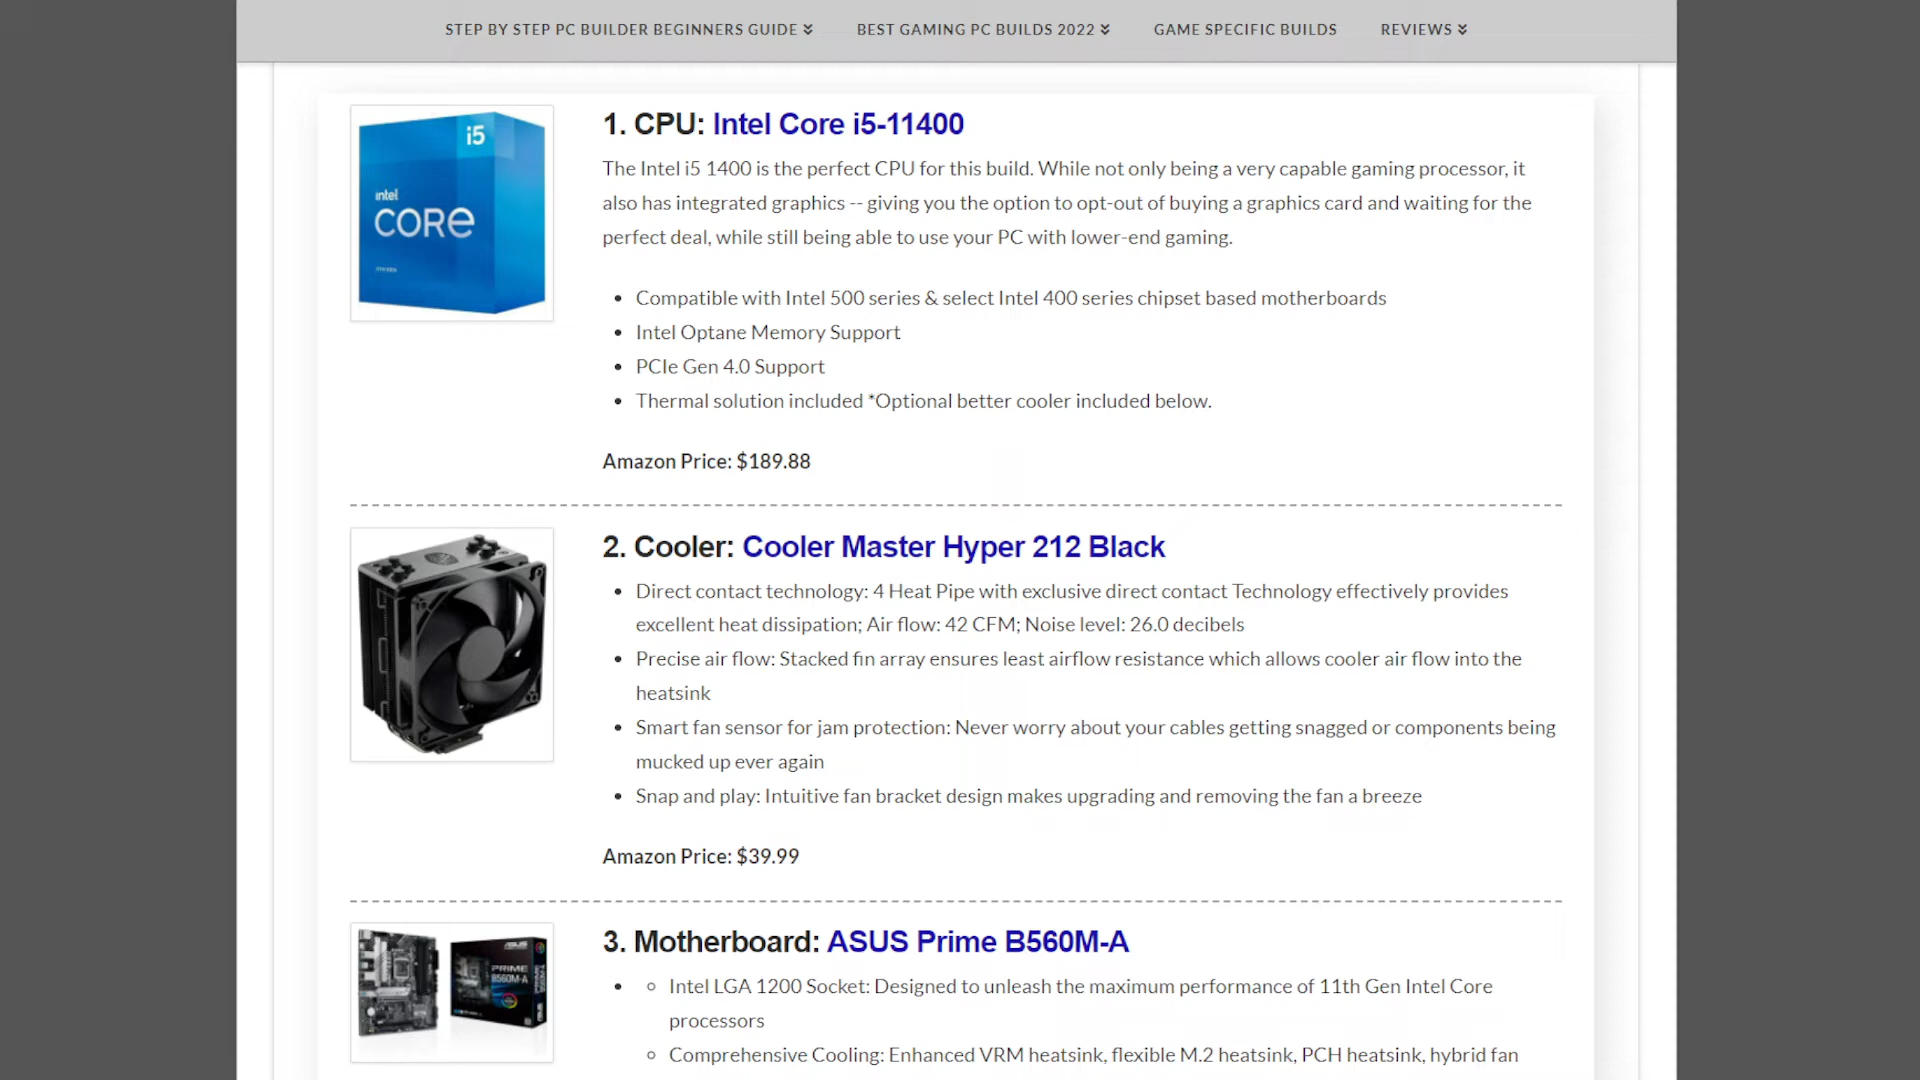 STEP BY STEP PC BUILDER BEGINNERS GUIDE BEST GAMING PC BUILDS 2022 GAME SPECIFIC BUILDS REVIEWS
i5
intel
CORE
1. CPU: Intel Core i5-11400
The Intel i5 1400 is the perfect CPU for this build. While not only being a very capable gaming processor, it
also has integrated graphics -- giving you the option to opt-out of buying a graphics card and waiting for the
perfect deal, while still being able to use your PC with lower-end gaming.
• Compatible with Intel 500 series & select Intel 400 series chipset based motherboards
• Intel Optane Memory Support
• PCIe Gen 4.0 Support
• Thermal solution included *Optional better cooler included below.
Amazon Price: $189.88
2. Cooler: Cooler Master Hyper 212 Black
• Direct contact technology: 4 Heat Pipe with exclusive direct contact Technology effectively provides
excellent heat dissipation; Air flow: 42 CFM; Noise level: 26.0 decibels
• Precise air flow: Stacked fin array ensures least airflow resistance which allows cooler air flow into the
heatsink
• Smart fan sensor for jam protection: Never worry about your cables getting snagged or components being
mucked up ever again
• Snap and play: Intuitive fan bracket design makes upgrading and removing the fan a breeze
Amazon Price: $39.99
ASUS
PRIME
B560M-A
3. Motherboard: ASUS Prime B560M-A
• ○ Intel LGA 1200 Socket: Designed to unleash the maximum performance of 11th Gen Intel Core
processors
○ Comprehensive Cooling: Enhanced VRM heatsink, flexible M.2 heatsink, PCH heatsink, hybrid fan